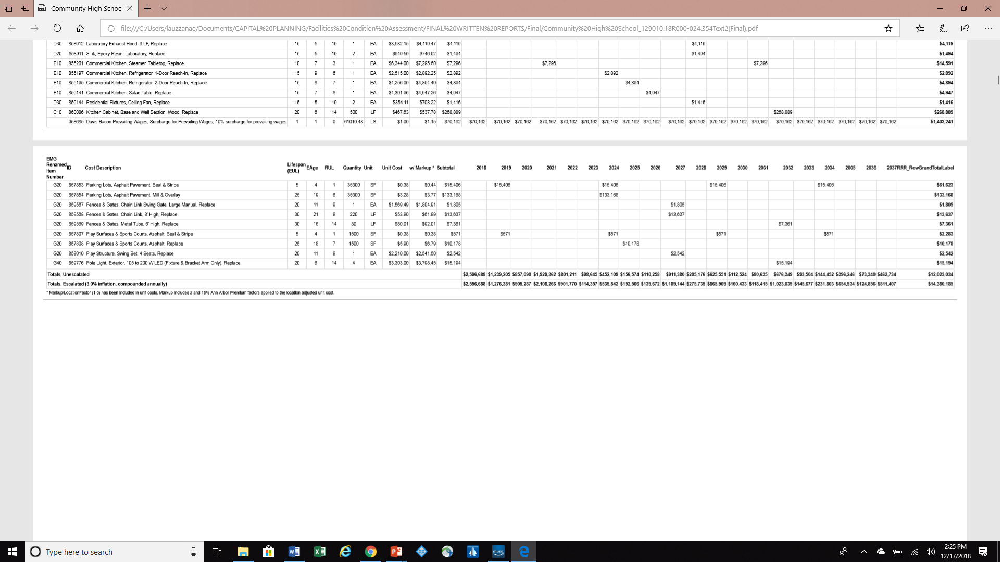 Community High Schoc
file:///C:/Users/lauzzanae/Documents/CAPITAL%20PLANNING/Facilities%20Condition%20Assessment/FINAL%20WRITTEN%20REPORTS/Final/Community%20High%20School_129010.18R000-024.354Text2(Final).pdf
D30 858912 Laboratory Exhaust Hood, 6 LF, Replace 15 5 10 1 EA $3,582.15 $4,119.47 $4,119 $4,119 $4,119
D20 858911 Sink, Epoxy Resin, Laboratory, Replace 15 5 10 2 EA $649.50 $746.92 $1,494 $1,494 $1,494
E10 855201 Commercial Kitchen, Steamer, Tabletop, Replace 10 7 3 1 EA $6,344.00 $7,295.60 $7,296 $7,296 $7,296 $14,591
E10 855197 Commercial Kitchen, Refrigerator, 1-Door Reach-In, Replace 15 9 6 1 EA $2,515.00 $2,892.25 $2,892 $2,892 $2,892
E10 855195 Commercial Kitchen, Refrigerator, 2-Door Reach-In, Replace 15 8 7 1 EA $4,256.00 $4,894.40 $4,894 $4,894 $4,894
E10 859141 Commercial Kitchen, Salad Table, Replace 15 7 8 1 EA $4,301.96 $4,947.26 $4,947 $4,947 $4,947
D30 859144 Residential Fixtures, Ceiling Fan, Replace 15 5 10 2 EA $354.11 $708.22 $1,416 $1,416 $1,416
C10 860086 Kitchen Cabinet, Base and Wall Section, Wood, Replace 20 6 14 500 LF $467.63 $537.78 $268,889 $268,889 $268,889
958685 Davis Bacon Prevailing Wages, Surcharge for Prevailing Wages, 10% surcharge for prevailing wages 1 1 0 61010.48 LS $1.00 $1.15 $70,162 $70,162 $70,162 $70,162 $70,162 $70,162 $70,162 $70,162 $70,162 $70,162 $70,162 $70,162 $70,162 $70,162 $70,162 $70,162 $70,162 $70,162 $70,162 $70,162 $70,162 $1,403,241
EMG
Renamed
Item
Number
ID Cost Description Lifespan (EUL) EAge RUL Quantity Unit Unit Cost w/ Markup * Subtotal 2018 2019 2020 2021 2022 2023 2024 2025 2026 2027 2028 2029 2030 2031 2032 2033 2034 2035 2036 2037RRR_RowGrandTotalLabel
G20 857853 Parking Lots, Asphalt Pavement, Seal & Stripe 5 4 1 35300 SF $0.38 $0.44 $15,406 $15,406 $15,406 $15,406 $15,406 $61,623
G20 857854 Parking Lots, Asphalt Pavement, Mill & Overlay 25 19 6 35300 SF $3.28 $3.77 $133,168 $133,168 $133,168
G20 859567 Fences & Gates, Chain Link Swing Gate, Large Manual, Replace 20 11 9 1 EA $1,569.49 $1,804.91 $1,805 $1,805 $1,805
G20 859568 Fences & Gates, Chain Link, 8' High, Replace 30 21 9 220 LF $53.90 $61.99 $13,637 $13,637 $13,637
G20 859569 Fences & Gates, Metal Tube, 6' High, Replace 30 16 14 80 LF $80.01 $92.01 $7,361 $7,361 $7,361
G20 857807 Play Surfaces & Sports Courts, Asphalt, Seal & Stripe 5 4 1 1500 SF $0.38 $0.38 $571 $571 $571 $571 $571 $2,283
G20 857808 Play Surfaces & Sports Courts, Asphalt, Replace 25 18 7 1500 SF $5.90 $6.79 $10,178 $10,178 $10,178
G20 858010 Play Structure, Swing Set, 4 Seats, Replace 20 11 9 1 EA $2,210.00 $2,541.50 $2,542 $2,542 $2,542
G40 859776 Pole Light, Exterior, 105 to 200 W LED (Fixture & Bracket Arm Only), Replace 20 6 14 4 EA $3,303.00 $3,798.45 $15,194 $15,194 $15,194
Totals, Unescalated $2,596,688 $1,239,205 $857,090 $1,929,362 $801,211 $98,645 $452,109 $156,574 $110,258 $911,380 $205,176 $625,551 $112,524 $80,635 $676,349 $93,504 $144,452 $396,246 $73,340 $462,734 $12,023,034
Totals, Escalated (3.0% inflation, compounded annually) $2,596,688 $1,276,381 $909,287 $2,108,266 $901,770 $114,357 $539,842 $192,566 $139,672 $1,189,144 $275,739 $865,909 $160,433 $118,415 $1,023,039 $145,677 $231,803 $654,934 $124,856 $811,407 $14,380,185
* Markup/LocationFactor (1.0) has been included in unit costs. Markup includes a and 15% Ann Arbor Premium factors applied to the location adjusted unit cost.
Type here to search
music
2:25 PM
12/17/2018